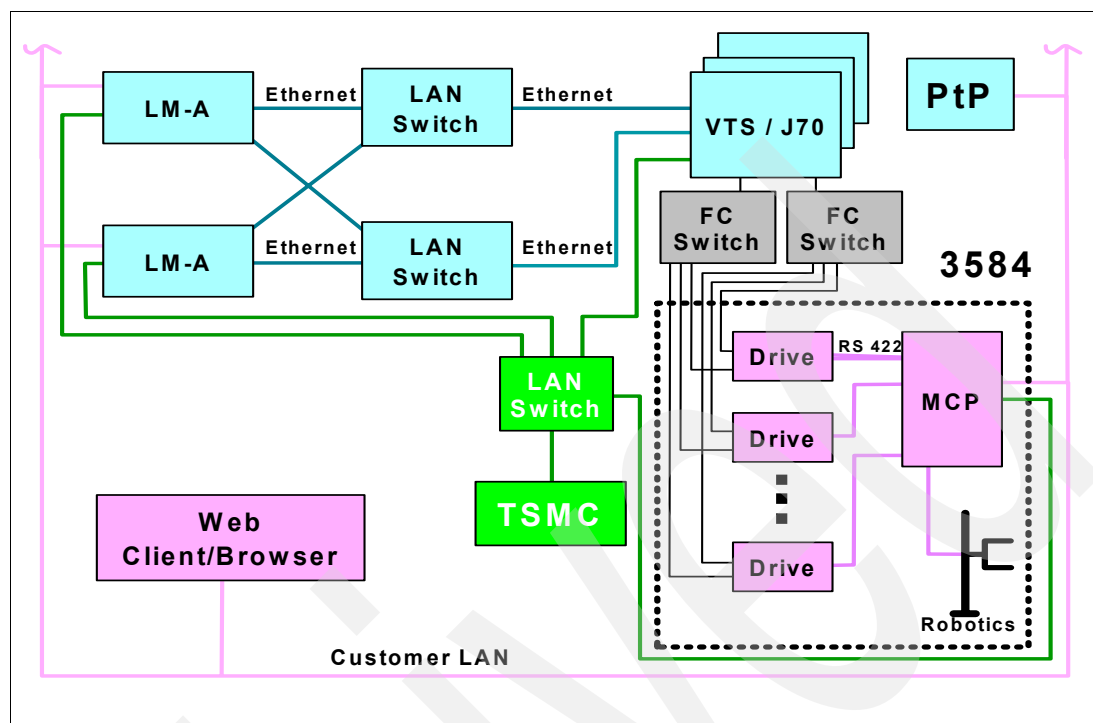 LM-A
Ethernet
LAN
Switch
Ethernet
VTS / J70
PtP
LM-A
Ethernet
LAN
Switch
Ethernet
FC
Switch
FC
Switch
3584
LAN
Switch
Drive
RS 422
MCP
Drive
Drive
TSMC
Web
Client/Browser
Robotics
Customer LAN